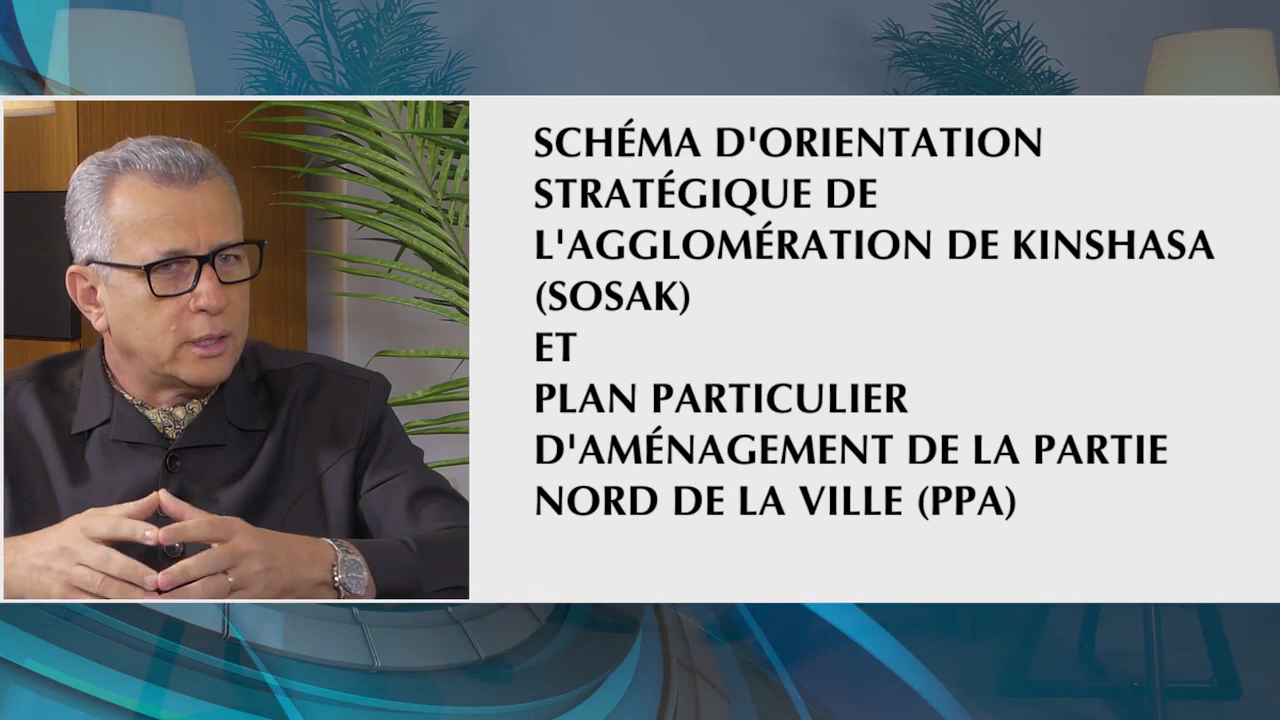 SCHÉMA D'ORIENTATION
STRATÉGIQUE DE
L'AGGLOMÉRATION DE KINSHASA
(SOSAK)
ET
PLAN PARTICULIER
D'AMÉNAGEMENT DE LA PARTIE
NORD DE LA VILLE (PPA)